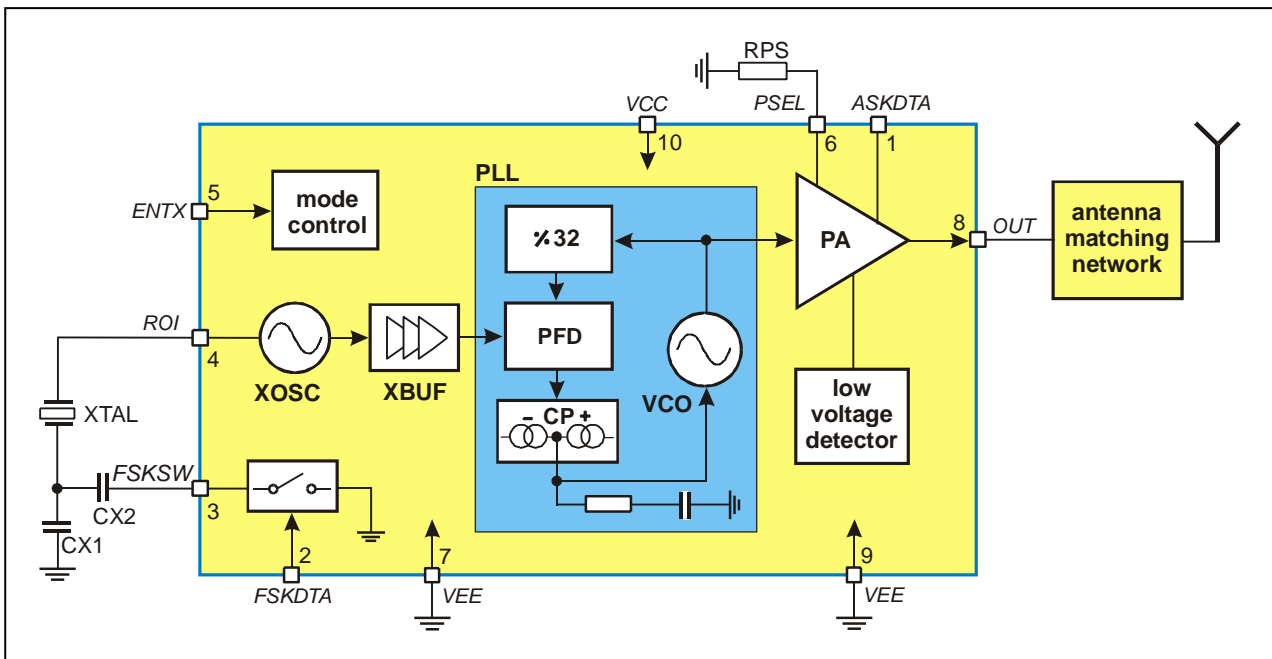 RPS
VCC
PSEL
ASKDTA
10
6
1
PLL
5
ENTX
mode
control
٪32
PA
8
OUT
antenna
matching
network
ROI
4
XOSC
XBUF
PFD
VCO
low
voltage
detector
XTAL
- CP +
FSKSW
3
CX2
CX1
2
FSKDTA
7
VEE
9
VEE